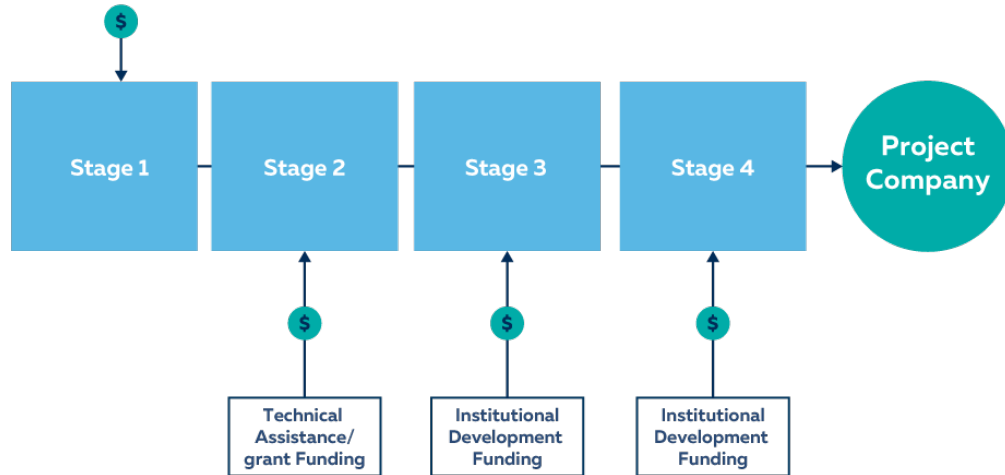 $
Stage 1
Stage 2
Stage 3
Stage 4
Project
Company
$
$
$
Technical
Assistance/
grant Funding
Institutional
Development
Funding
Institutional
Development
Funding